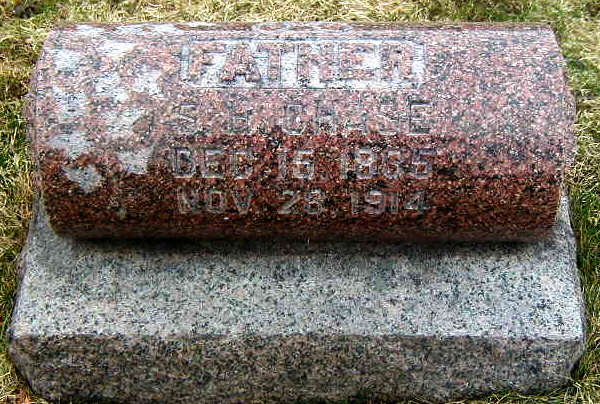 FATHER
S. H. CHASE
DEC 15 1865
NOV. 28, 1914